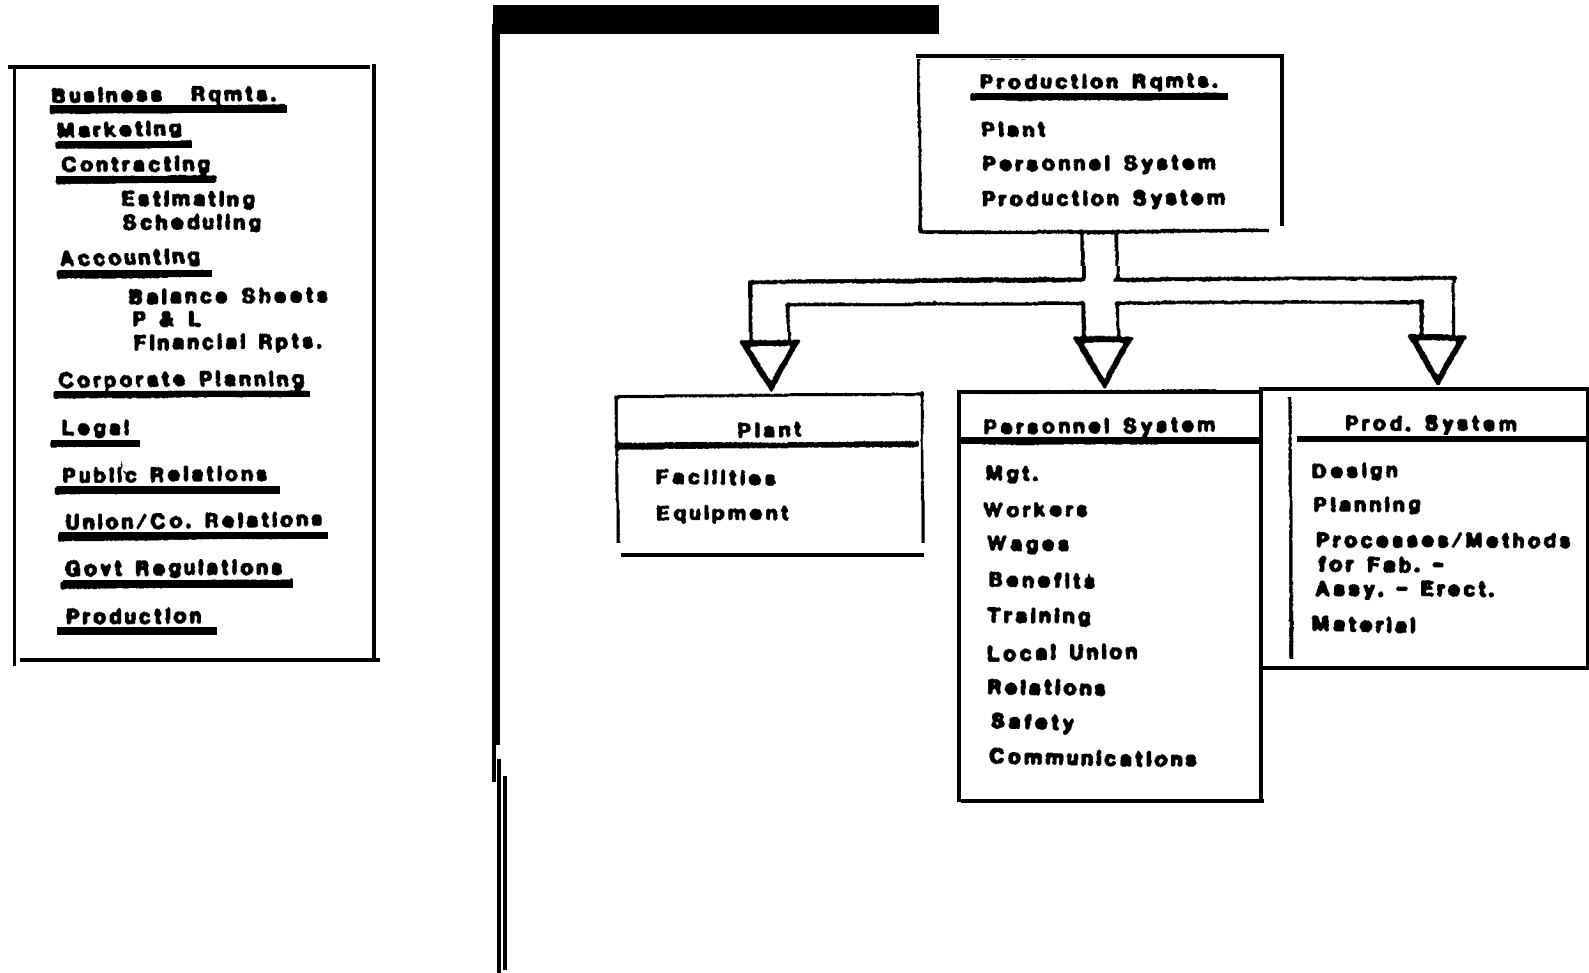 Business Rqmts.
Marketing
Contracting
Estimating
Scheduling
Accounting
Balance Sheets
P & L
Financial Rpts.
Corporate Planning
Legal
Public Relations
Union/Co. Relations
Govt Regulations
Production
Production Rqmts.
Plant
Personnel System
Production System
Plant
Facilities
Equipment
Personnel System
Mgt.
Workers
Wages
Benefits
Training
Local Union
Relations
Safety
Communications
Prod. System
Design
Planning
Processes/Methods
for Fab. -
Assy. - Erect.
Material